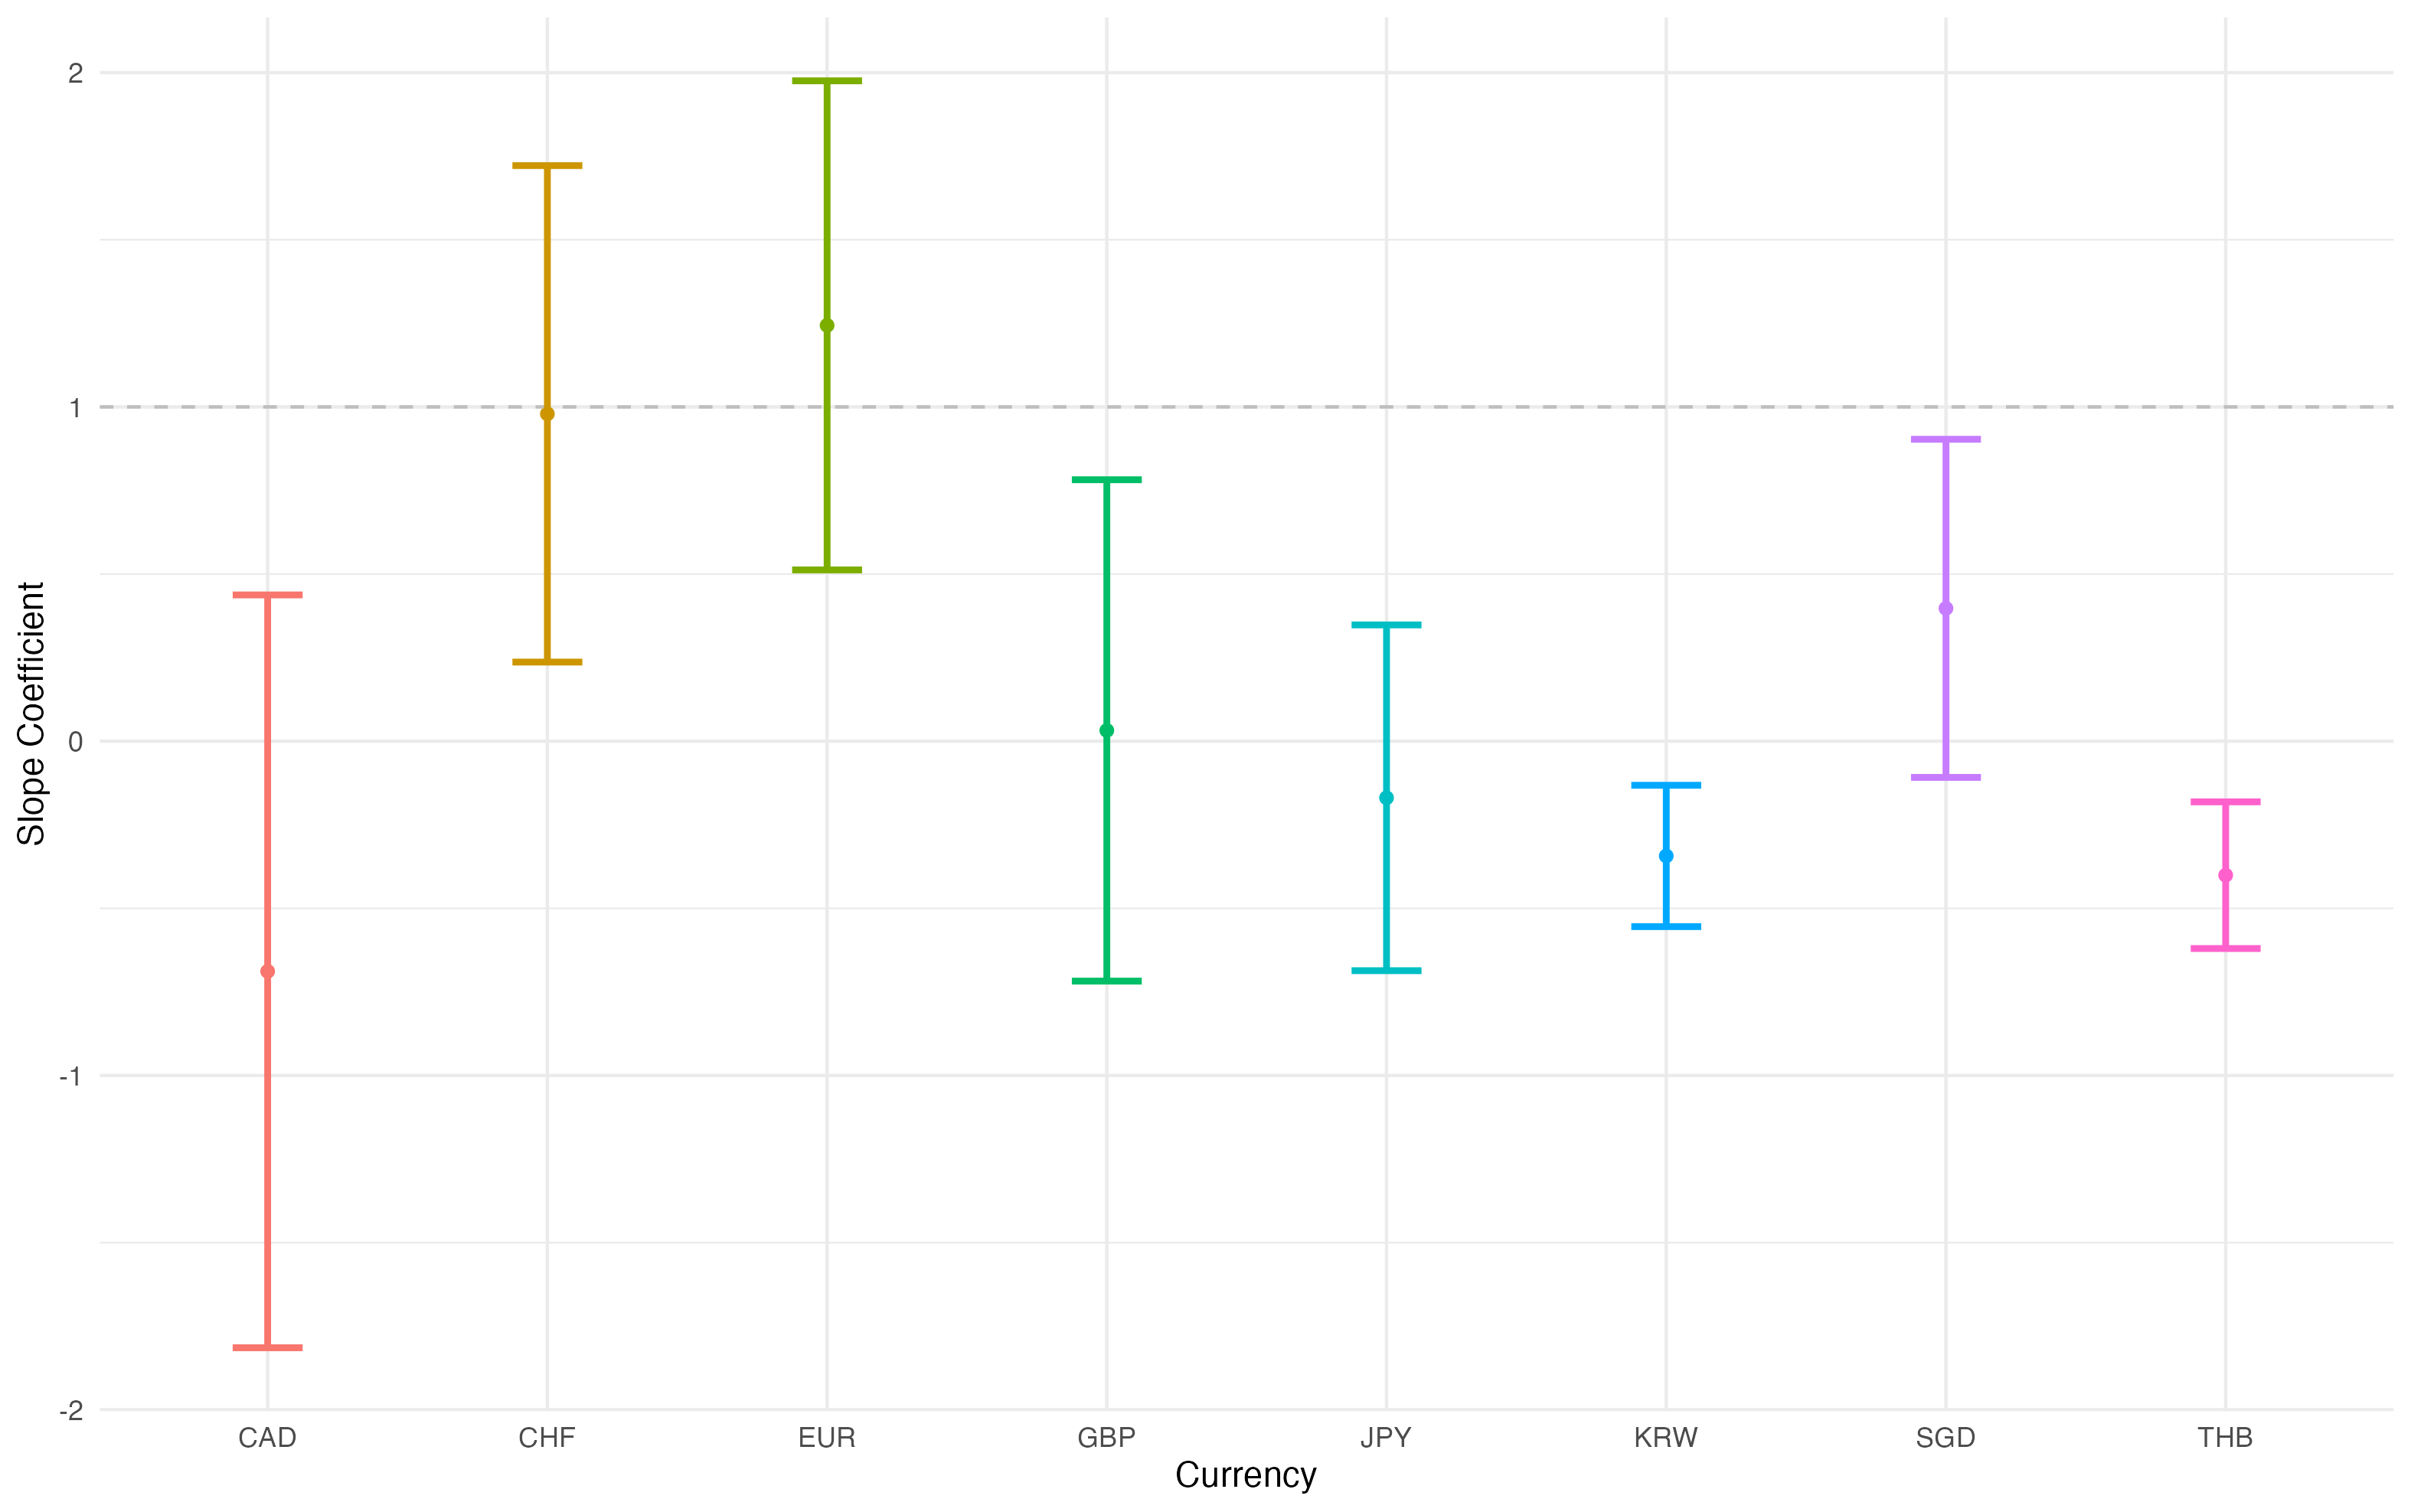 Slope Coefficient
2
1
0
-1
-2
CAD CHF EUR GBP JPY KRW SGD THB
Currency